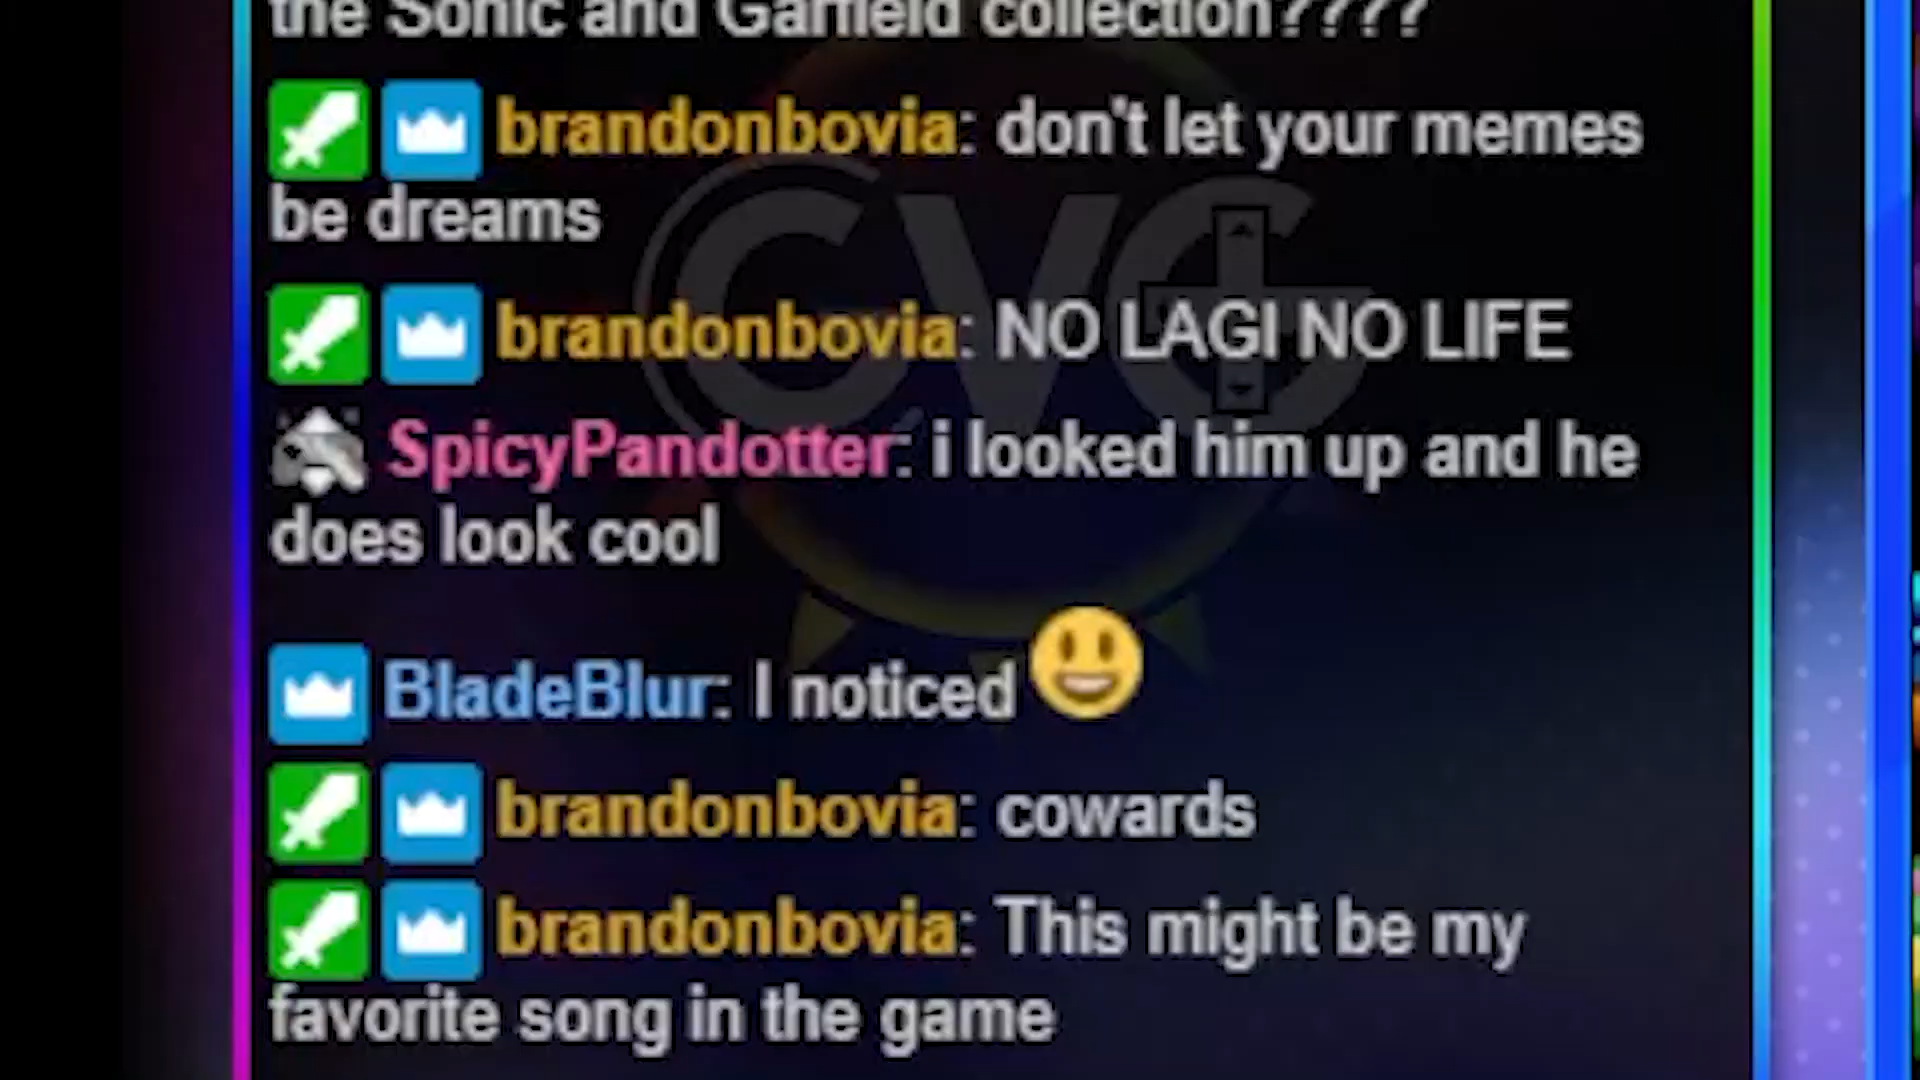 the Sonic and Garfield collection????
brandonbovia: don't let your memes
be dreams
brandonbovia: NO LAGI NO LIFE
SpicyPandotter: i looked him up and he
does look cool
BladeBlur: I noticed 😃
brandonbovia: cowards
brandonbovia: This might be my
favorite song in the game
CVG